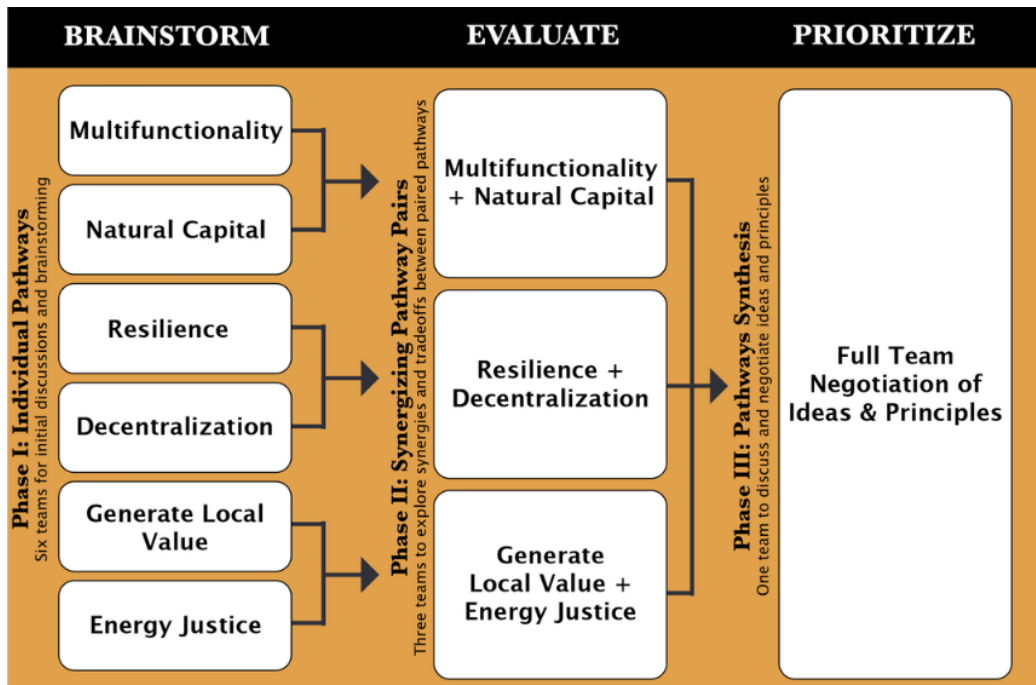 BRAINSTORM
EVALUATE
PRIORITIZE
Phase I: Individual Pathways
Six teams for initial discussions and brainstorming
Multifunctionality
Natural Capital
Resilience
Decentralization
Generate Local
Value
Energy Justice
Phase II: Synergizing Pathway Pairs
Three teams to explore synergies and tradeoffs between paired pathways
Multifunctionality
+ Natural Capital
Resilience +
Decentralization
Generate
Local Value +
Energy Justice
Phase III: Pathways Synthesis
One team to discuss and negotiate ideas and principles
Full Team
Negotiation of
Ideas & Principles